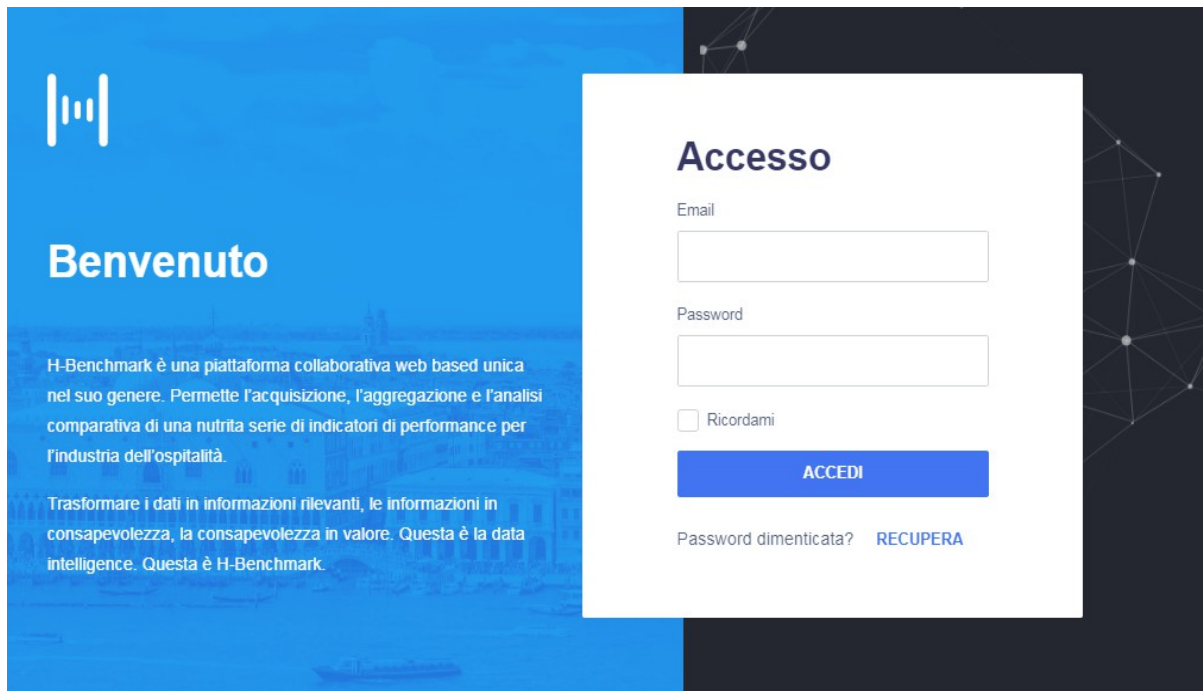 Benvenuto
H-Benchmark è una piattaforma collaborativa web based unica
nel suo genere. Permette l'acquisizione, l'aggregazione e l'analisi
comparativa di una nutrita serie di indicatori di performance per
l'industria dell'ospitalità.
Trasformare i dati in informazioni rilevanti, le informazioni in
consapevolezza, la consapevolezza in valore. Questa è la data
intelligence. Questa è H-Benchmark.
Accesso
Email
Password
Ricordami
ACCEDI
Password dimenticata? RECUPERA